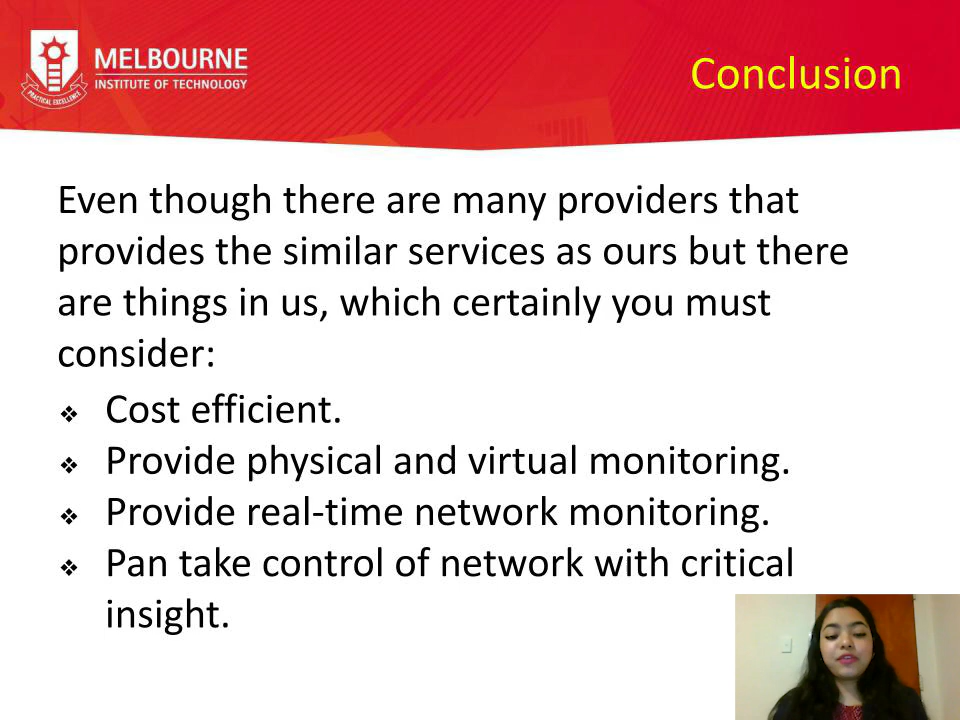 MELBOURNE
INSTITUTE OF TECHNOLOGY
PRACTICAL EXCELLENCE
Conclusion
Even though there are many providers that
provides the similar services as ours but there
are things in us, which certainly you must
consider:
❖ Cost efficient.
❖ Provide physical and virtual monitoring.
❖ Provide real-time network monitoring.
❖ Pan take control of network with critical
insight.